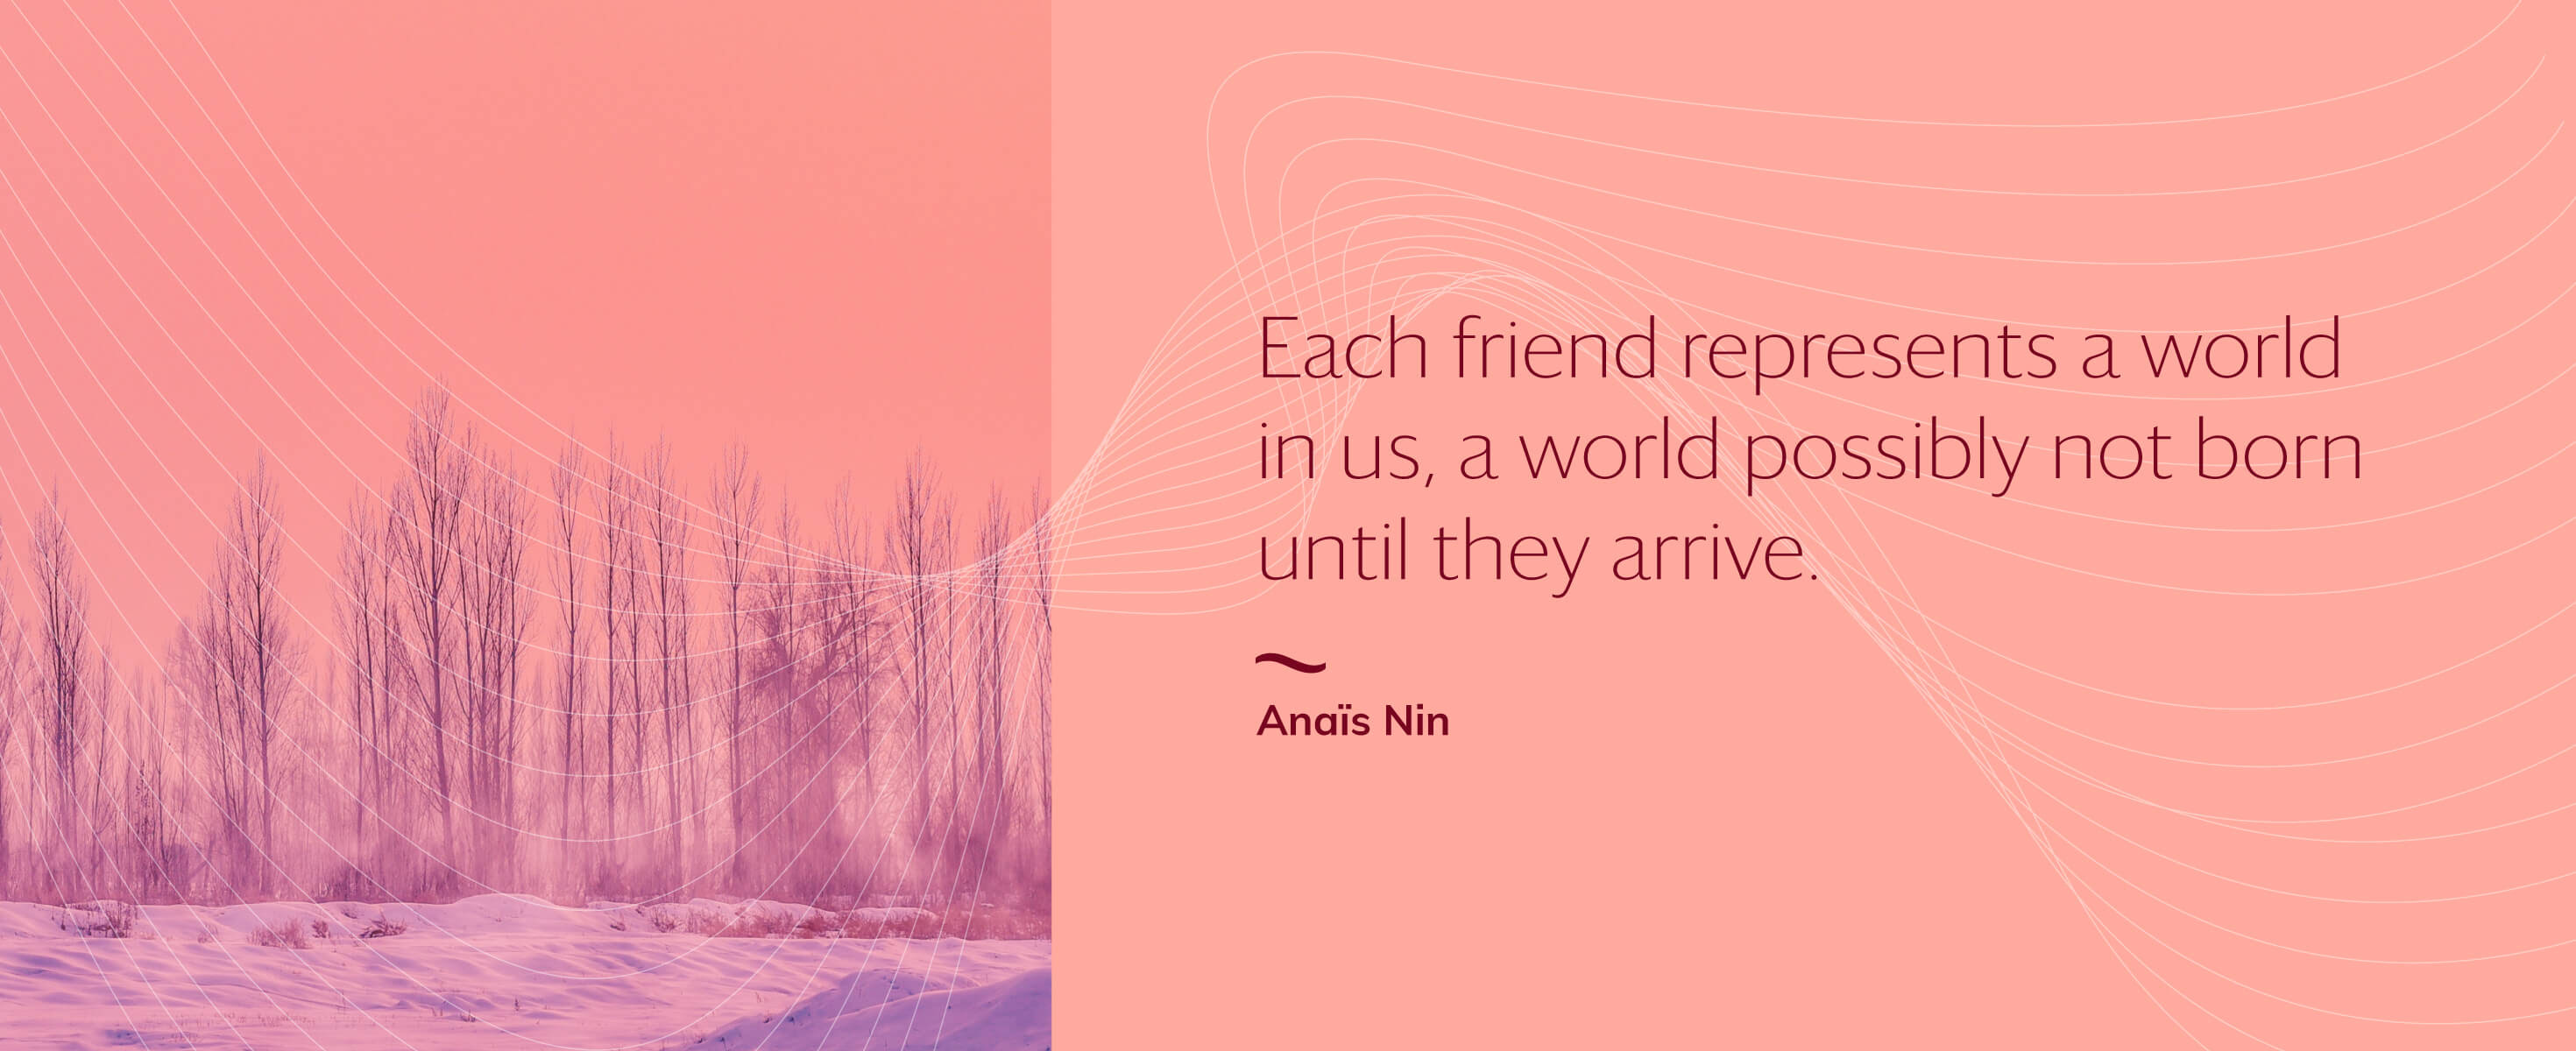 Each friend represents a world
in us, a world possibly not born
until they arrive.
~
Anaïs Nin